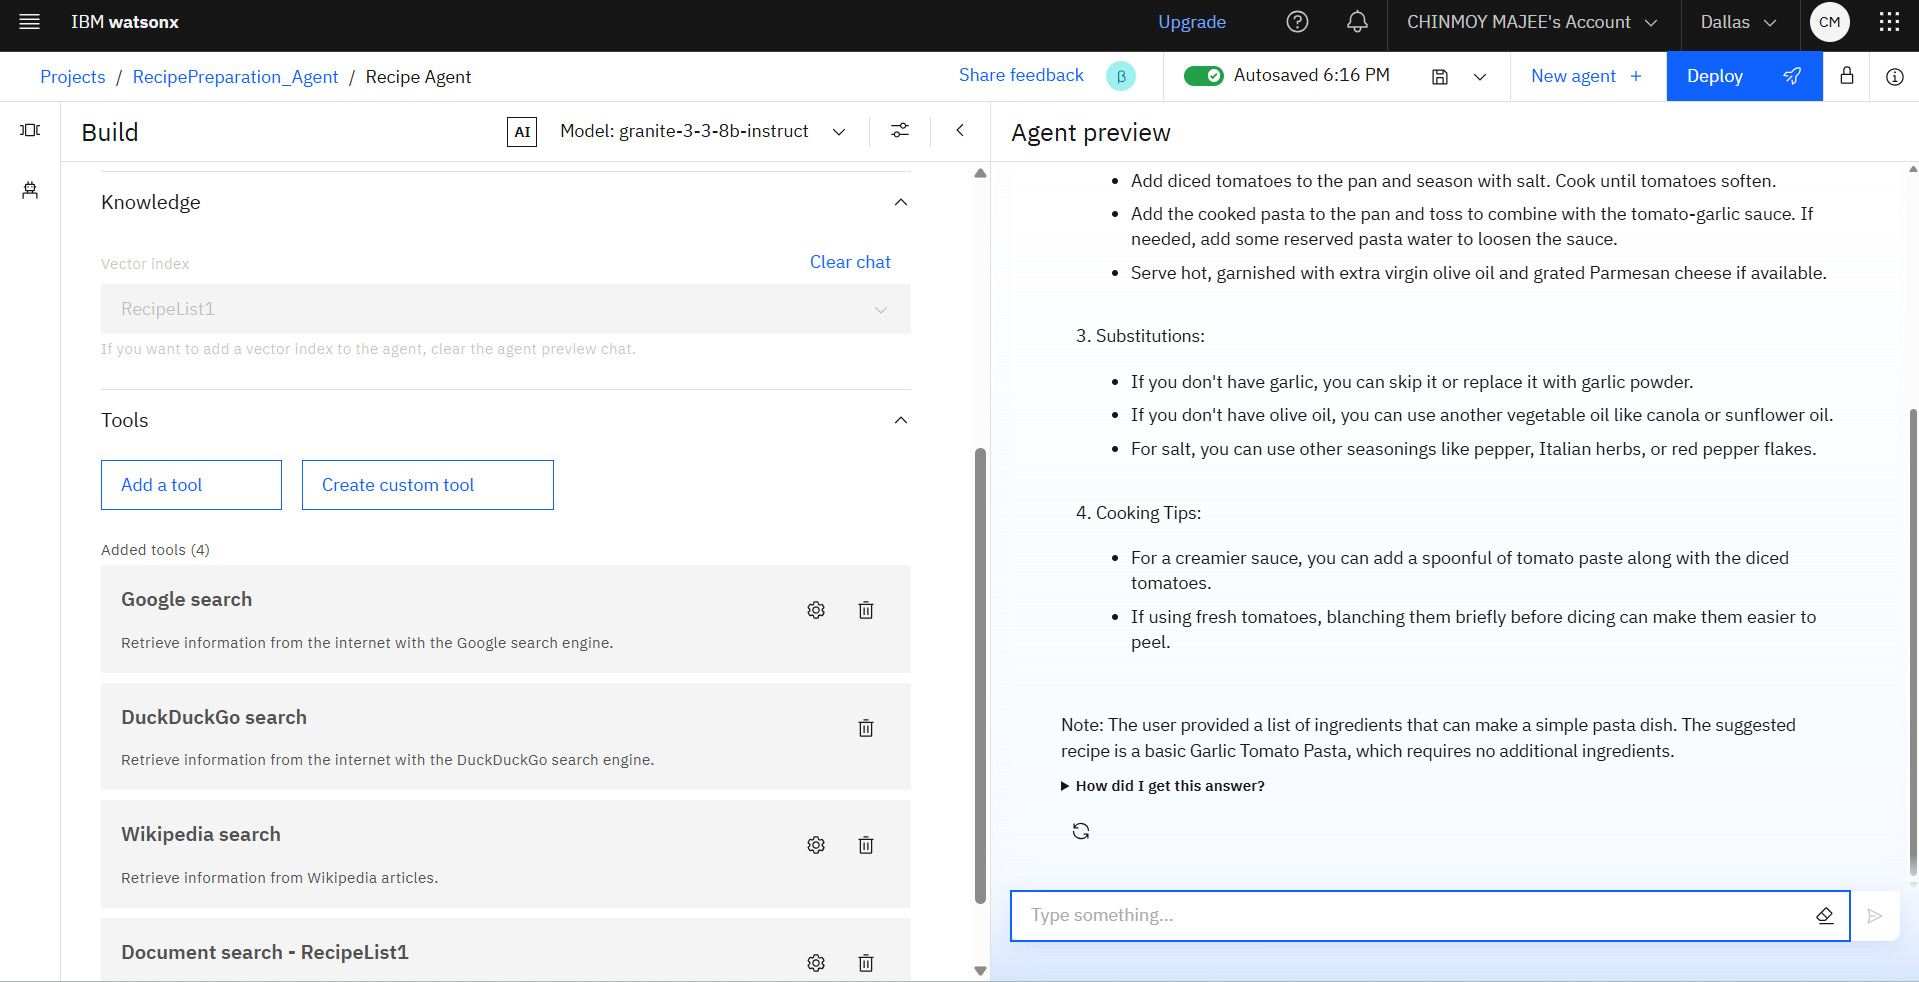 IBM watsonx
Upgrade
CHINMOY MAJEE's Account
Dallas
CM
Projects / RecipePreparation_Agent / Recipe Agent
Share feedback
β
Autosaved 6:16 PM
New agent +
Deploy
Build
AI
Model: granite-3-3-8b-instruct
Knowledge
Vector index
Clear chat
RecipeList1
If you want to add a vector index to the agent, clear the agent preview chat.
Tools
Add a tool
Create custom tool
Added tools (4)
Google search
Retrieve information from the internet with the Google search engine.
DuckDuckGo search
Retrieve information from the internet with the DuckDuckGo search engine.
Wikipedia search
Retrieve information from Wikipedia articles.
Document search - RecipeList1
Agent preview
• Add diced tomatoes to the pan and season with salt. Cook until tomatoes soften.
• Add the cooked pasta to the pan and toss to combine with the tomato-garlic sauce. If
needed, add some reserved pasta water to loosen the sauce.
• Serve hot, garnished with extra virgin olive oil and grated Parmesan cheese if available.
3. Substitutions:
• If you don't have garlic, you can skip it or replace it with garlic powder.
• If you don't have olive oil, you can use another vegetable oil like canola or sunflower oil.
• For salt, you can use other seasonings like pepper, Italian herbs, or red pepper flakes.
4. Cooking Tips:
• For a creamier sauce, you can add a spoonful of tomato paste along with the diced
tomatoes.
• If using fresh tomatoes, blanching them briefly before dicing can make them easier to
peel.
Note: The user provided a list of ingredients that can make a simple pasta dish. The suggested
recipe is a basic Garlic Tomato Pasta, which requires no additional ingredients.
How did I get this answer?
Type something...